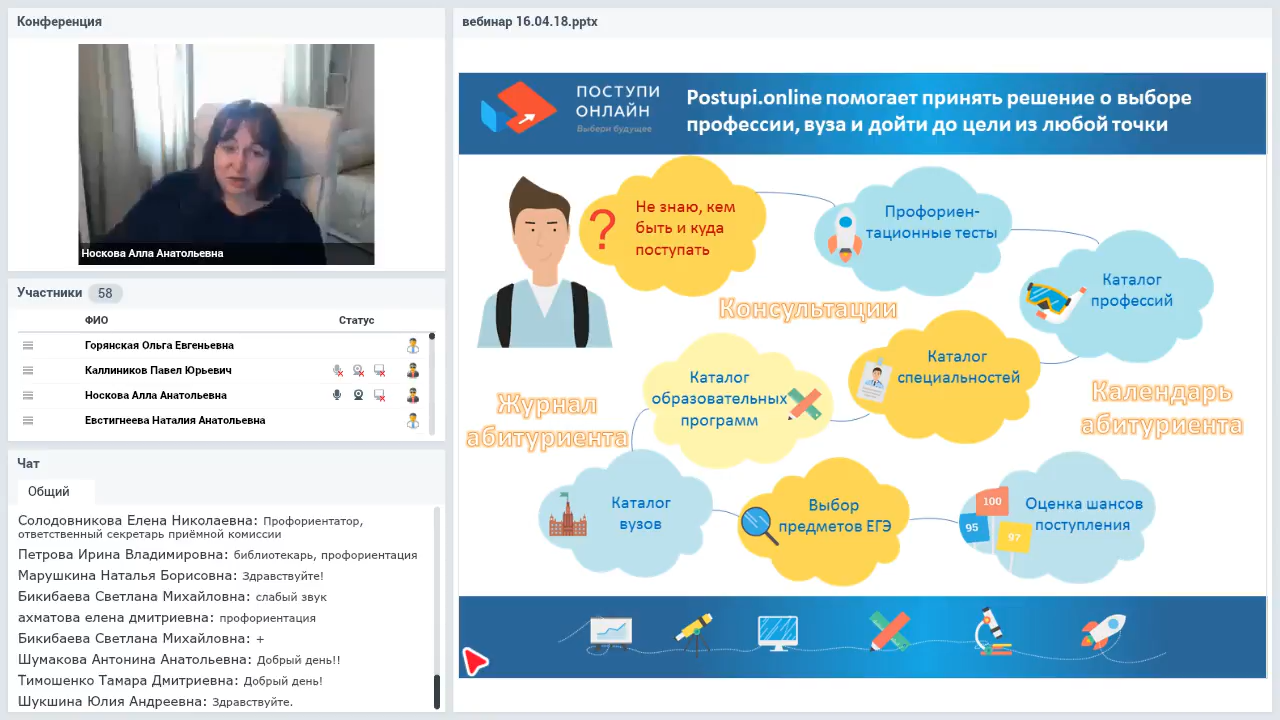 Конференция
Носкова Алла Анатольевна
Участники 58
ФИО Статус
Горянская Ольга Евгеньевна
Каллиников Павел Юрьевич
Носкова Алла Анатольевна
Евстигнеева Наталия Анатольевна
Чат
Общий
Солодовникова Елена Николаевна: Профориентатор,
ответственный секретарь приёмной комиссии
Петрова Ирина Владимировна: библиотекарь, профориентация
Марушкина Наталья Борисовна: Здравствуйте!
Бикибаева Светлана Михайловна: слабый звук
ахматова елена дмитриевна: профориентация
Бикибаева Светлана Михайловна: +
Шумакова Антонина Анатольевна: Добрый день!!
Тимошенко Тамара Дмитриевна: Добрый день!
Шукшина Юлия Андреевна: Здравствуйте.
вебинар 16.04.18.pptx
ПОСТУПИ
ОНЛАЙН
Выбери будущее
Postupi.online помогает принять решение о выборе
профессии, вуза и дойти до цели из любой точки
?
Не знаю, кем
быть и куда
поступать
Профориен-
тационные тесты
Каталог
профессий
Консультации
Каталог
специальностей
Каталог
образовательных
программ
Журнал
абитуриента
Календарь
абитуриента
Каталог
вузов
Выбор
предметов ЕГЭ
100
95
97
Оценка шансов
поступления